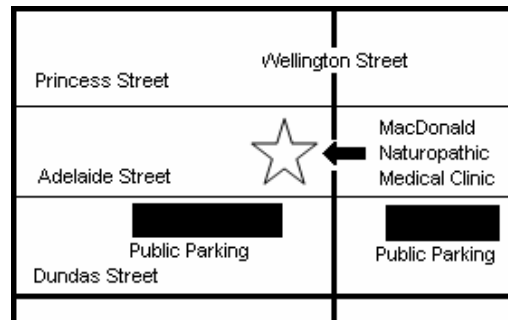 Wellington Street
Princess Street
MacDonald
Naturopathic
Medical Clinic
Adelaide Street
Public Parking
Public Parking
Dundas Street